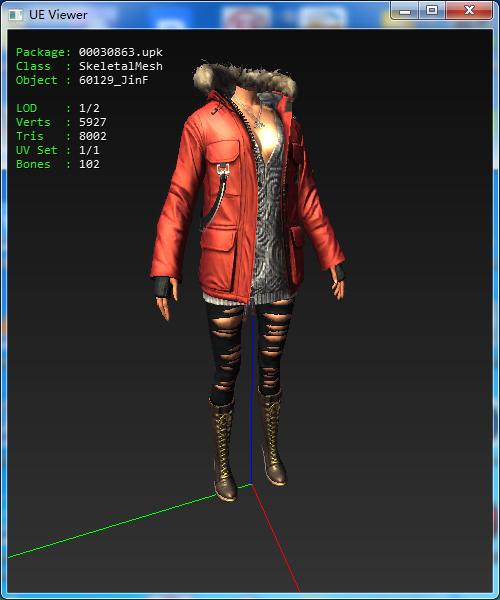 UE Viewer
Package: 00030863.upk
Class : SkeletalMesh
Object : 60129_JinF
LOD : 1/2
Verts : 5927
Tris : 8002
UV Set : 1/1
Bones : 102